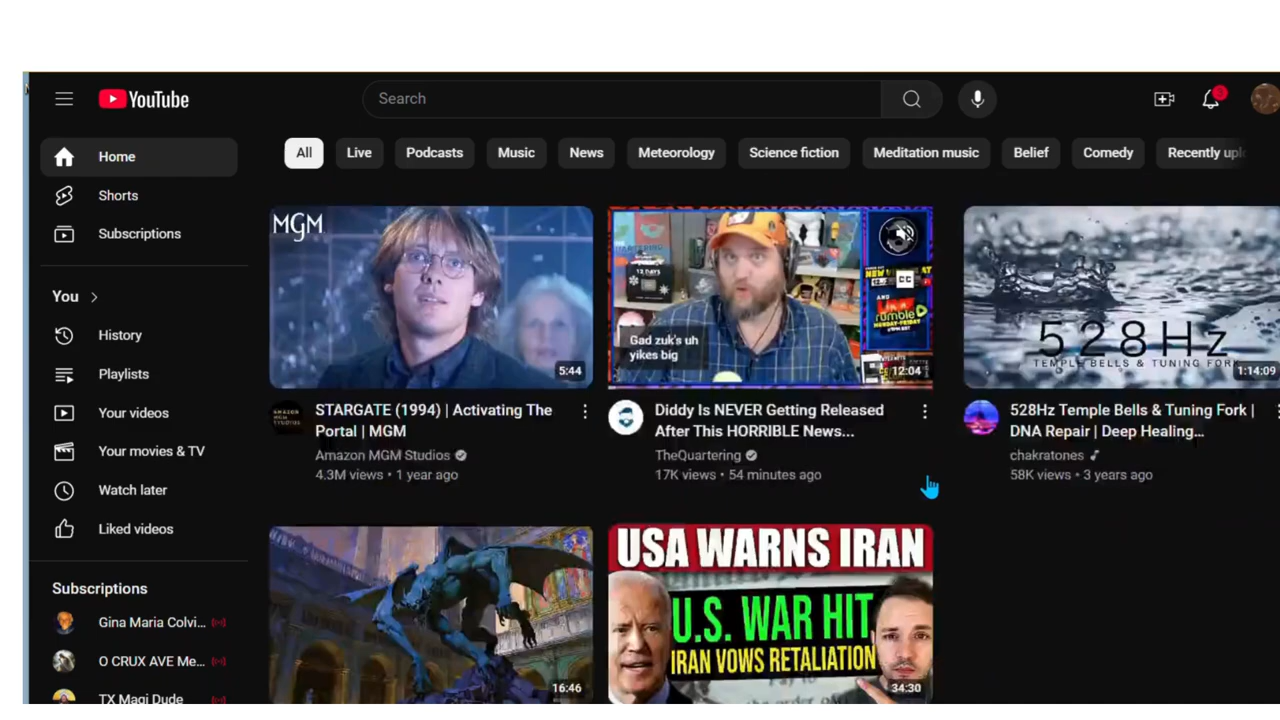 YouTube
Search
Home
Shorts
Subscriptions
You
History
Playlists
Your videos
Your movies & TV
Watch later
Liked videos
Subscriptions
Gina Maria Colvi...
O CRUX AVE Me...
TX Magi Dude
All Live Podcasts Music News Meteorology Science fiction Meditation music Belief Comedy Recently
MGM
5:44
STARGATE (1994) | Activating The
Portal | MGM
Amazon MGM Studios
4.3M views • 1 year ago
CC
AND
rumble
MONDAY-FRIDAY
Gad zuk's uh
yikes big
12:04
Diddy Is NEVER Getting Released
After This HORRIBLE News...
TheQuartering
17K views • 54 minutes ago
528Hz
TEMPLE BELLS & TUNING FORK
1:14:09
528Hz Temple Bells & Tuning Fork |
DNA Repair | Deep Healing...
chakratones
58K views • 3 years ago
16:46
USA WARNS IRAN
U.S. WAR HIT
IRAN VOWS RETALIATION
34:30